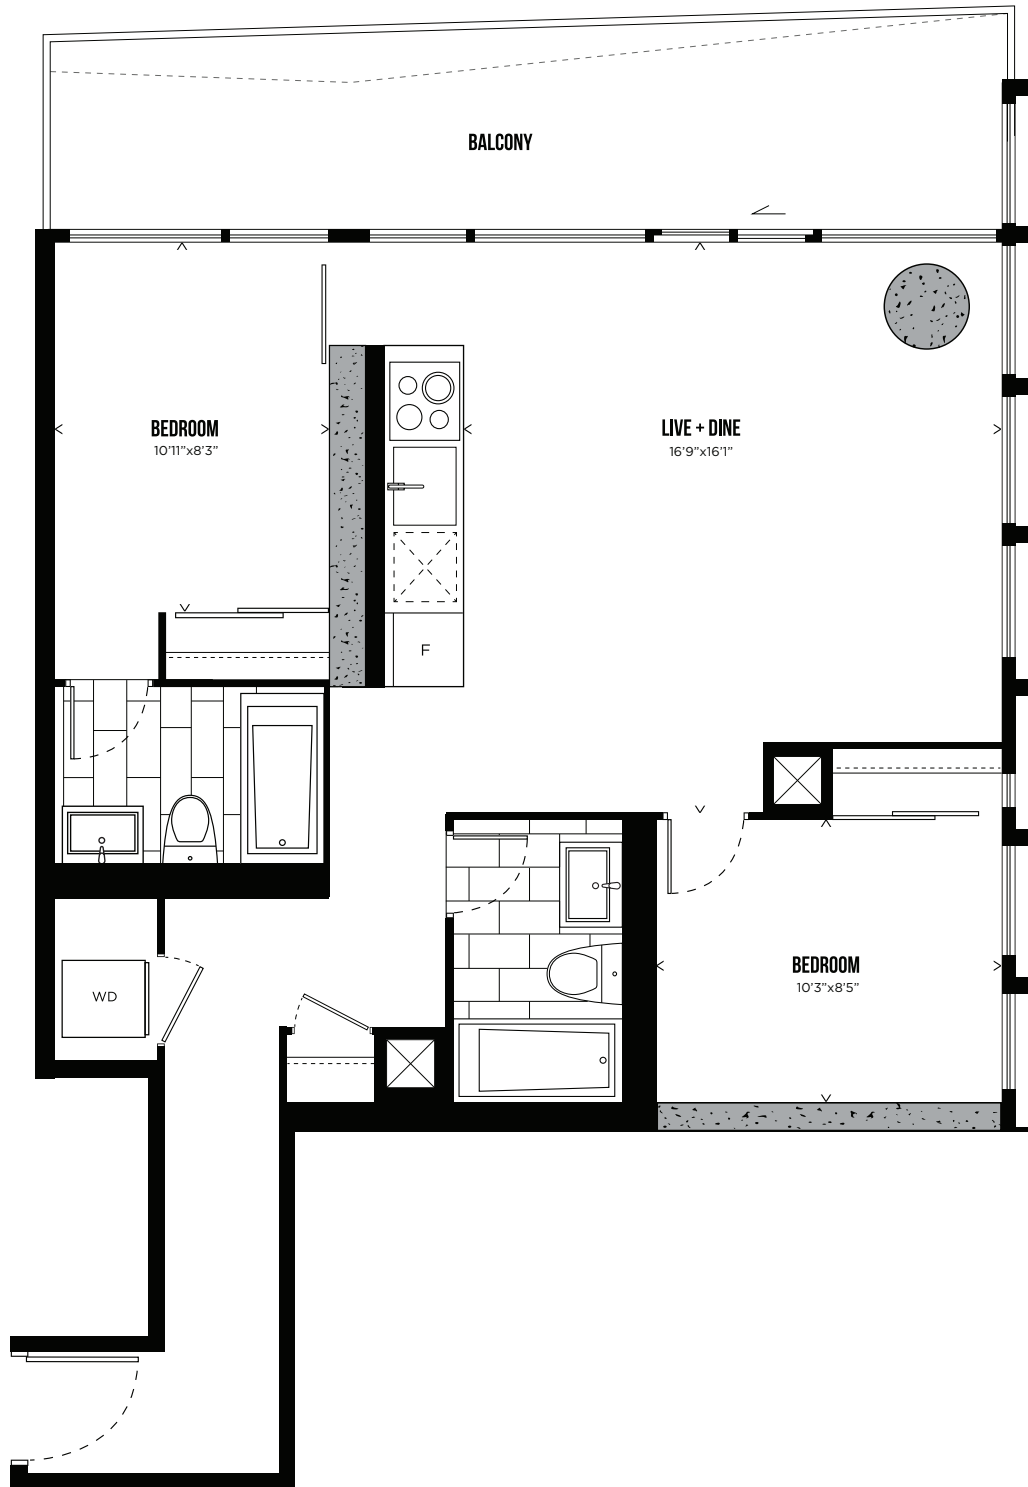 BALCONY
BEDROOM
10'11"x8'3"
LIVE + DINE
16'9"x16'1"
F
BEDROOM
10'3"x8'5"
WD